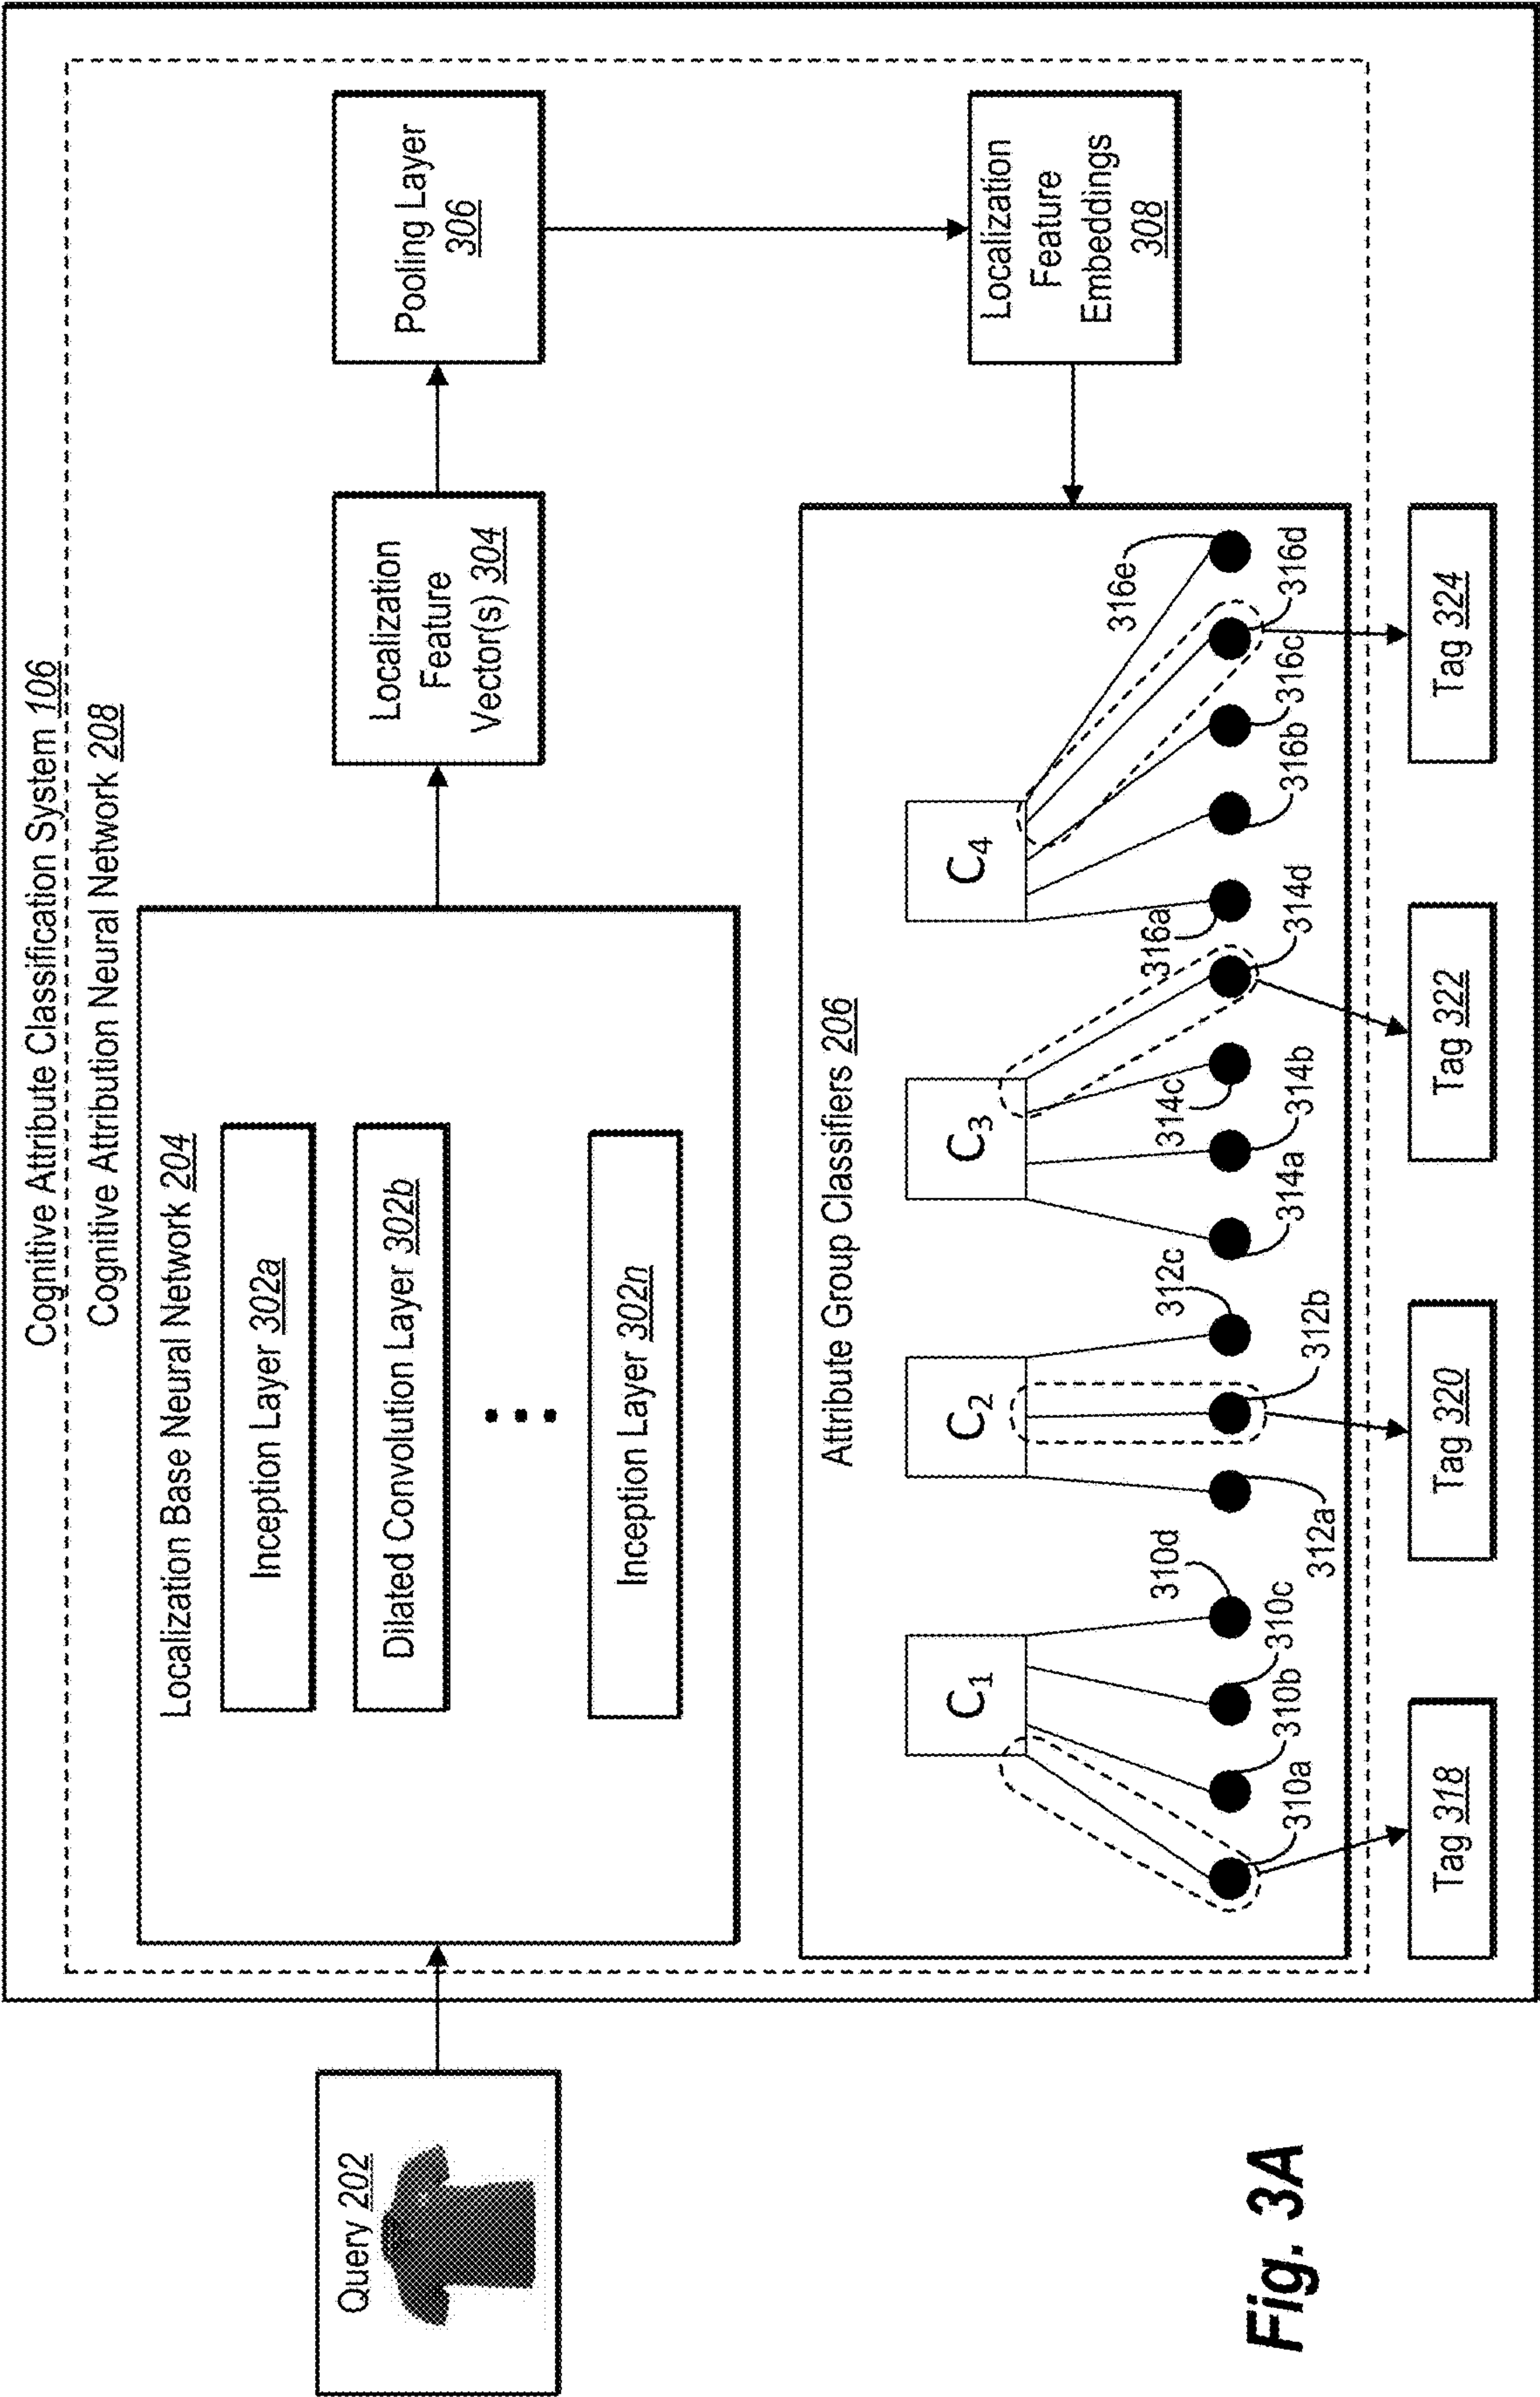 Cognitive Attribute Classification System 106
Cognitive Attribution Neural Network 208
Query 202
Localization Base Neural Network 204
Inception Layer 302a
Dilated Convolution Layer 302b
Inception Layer 302n
Localization
Feature
Vector(s) 304
Pooling Layer
306
Localization
Feature
Embeddings
308
Attribute Group Classifiers 206
C1
C2
C3
C4
310a
310b
310c
310d
312a
312b
312c
314a
314b
314c
314d
316a
316b
316c
316d
316e
Tag 318
Tag 320
Tag 322
Tag 324
Fig. 3A